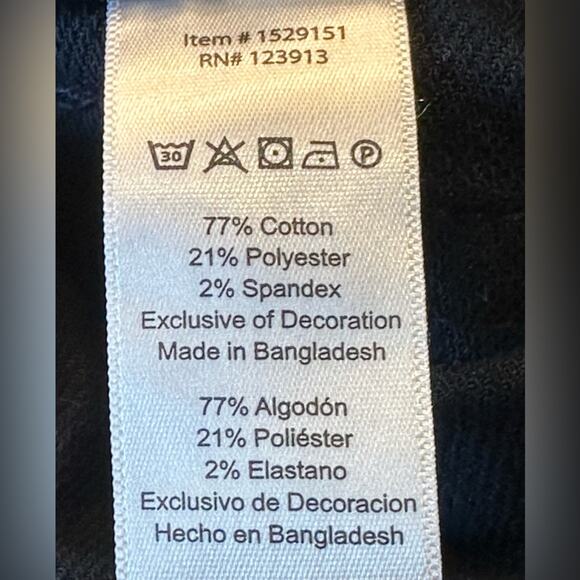 Item # 1529151
RN# 123913
30 P
77% Cotton
21% Polyester
2% Spandex
Exclusive of Decoration
Made in Bangladesh
77% Algodón
21% Poliéster
2% Elastano
Exclusivo de Decoracion
Hecho en Bangladesh